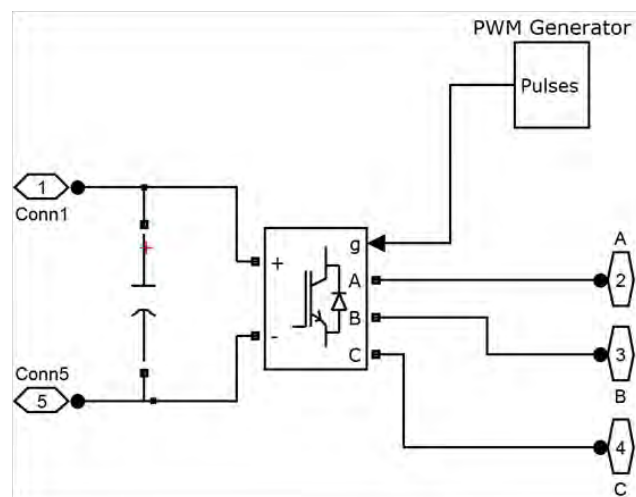 PWM Generator
Pulses
1
Conn1
+
+
-
g
A
B
C
A
2
3
B
Conn5
5
4
C